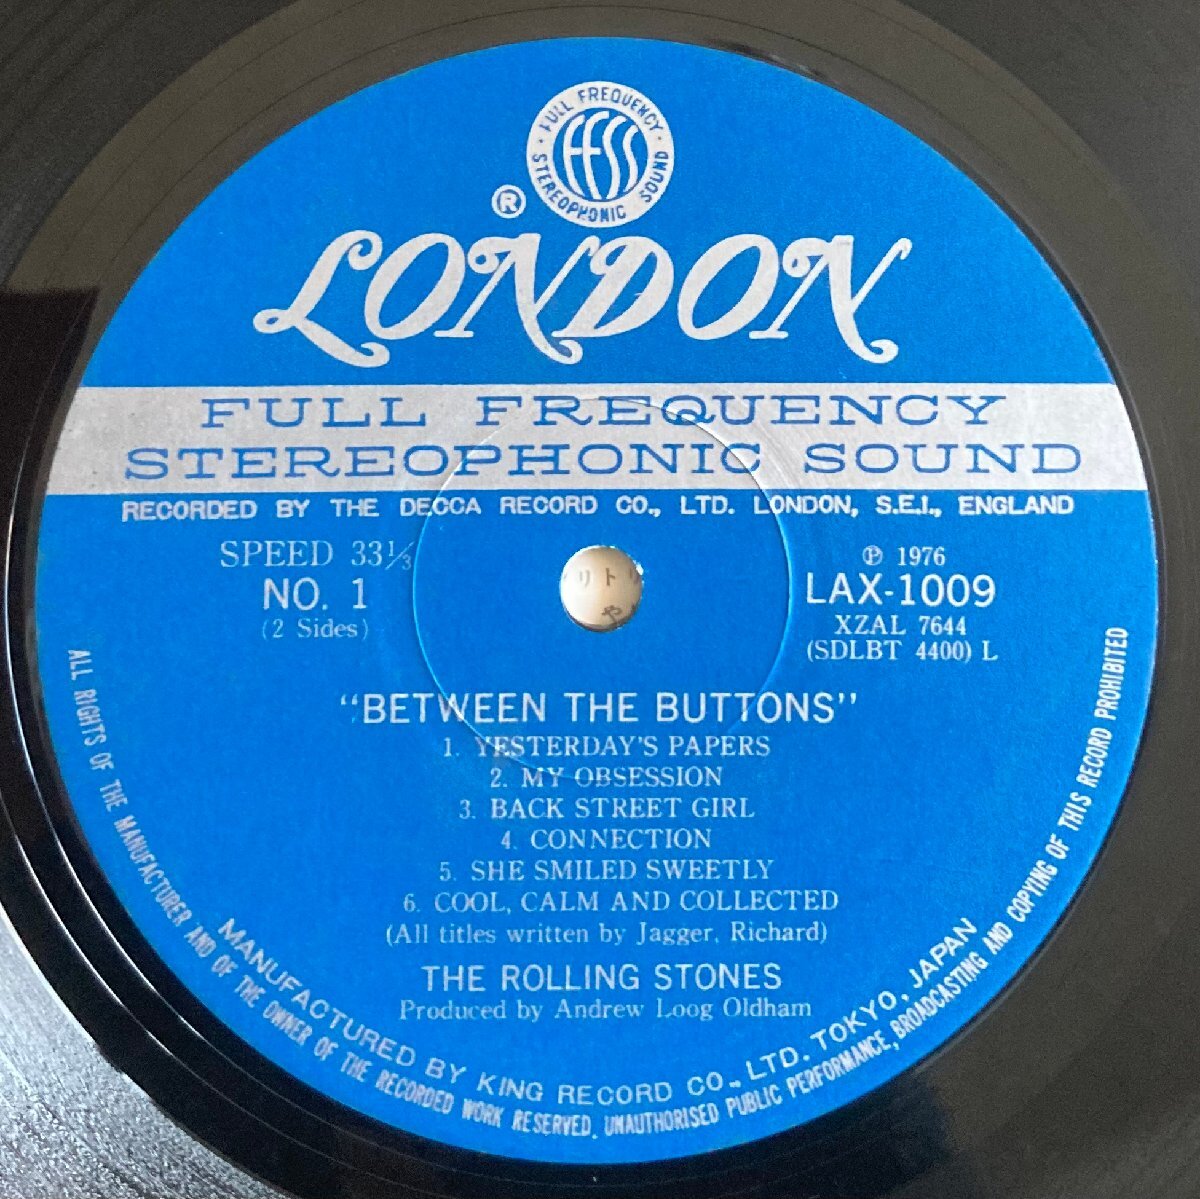 FULL FREQUENCY
FFSS
STEREOPHONIC SOUND
®
LONDON
FULL FREQUENCY
STEREOPHONIC SOUND
RECORDED BY THE DECCA RECORD CO., LTD. LONDON, S.E.I., ENGLAND
SPEED 33⅓
NO. 1
(2 Sides)
℗ 1976
LAX-1009
XZAL 7644
(SDLBT 4400) L
リト
や
"BETWEEN THE BUTTONS"
1. YESTERDAY'S PAPERS
2. MY OBSESSION
3. BACK STREET GIRL
4. CONNECTION
5. SHE SMILED SWEETLY
6. COOL, CALM AND COLLECTED
(All titles written by Jagger, Richard)
THE ROLLING STONES
Produced by Andrew Loog Oldham
MANUFACTURED BY KING RECORD CO., LTD. TOKYO, JAPAN
ALL RIGHTS OF THE MANUFACTURER AND OF THE OWNER OF THE RECORDED WORK RESERVED. UNAUTHORISED PUBLIC PERFORMANCE, BROADCASTING AND COPYING OF THIS RECORD PROHIBITED